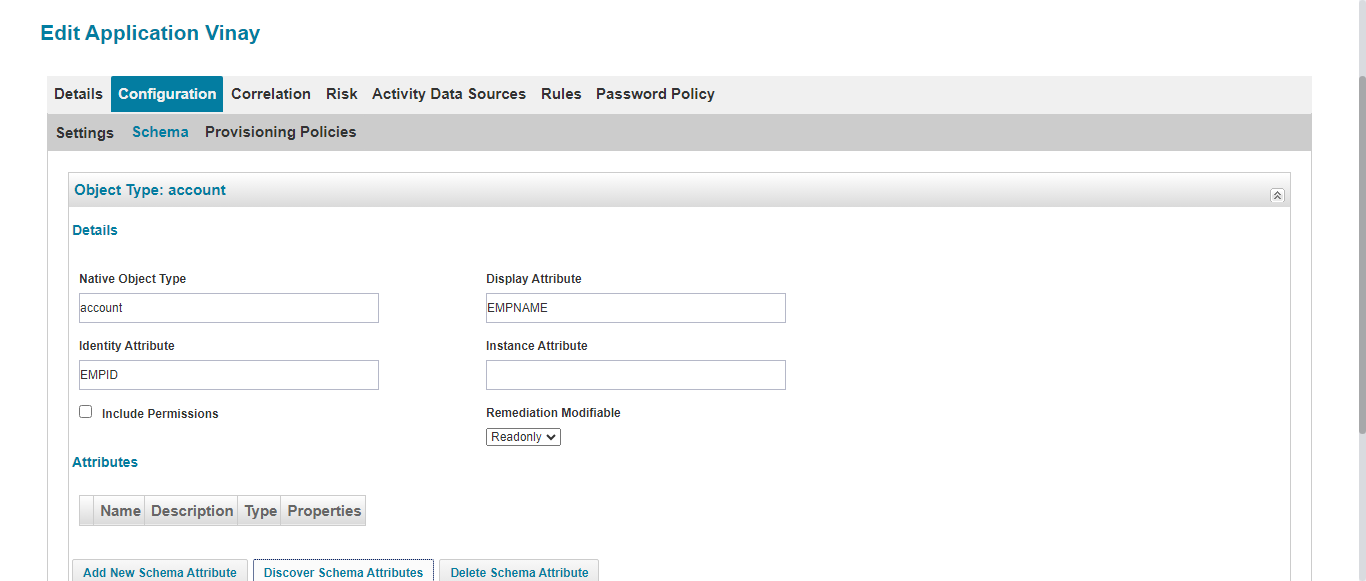 Edit Application Vinay
Details Configuration Correlation Risk Activity Data Sources Rules Password Policy
Settings Schema Provisioning Policies
Object Type: account
Details
Native Object Type Display Attribute
account EMPNAME
Identity Attribute Instance Attribute
EMPID
Include Permissions Remediation Modifiable
Readonly
Attributes
Name Description Type Properties
Add New Schema Attribute Discover Schema Attributes Delete Schema Attribute